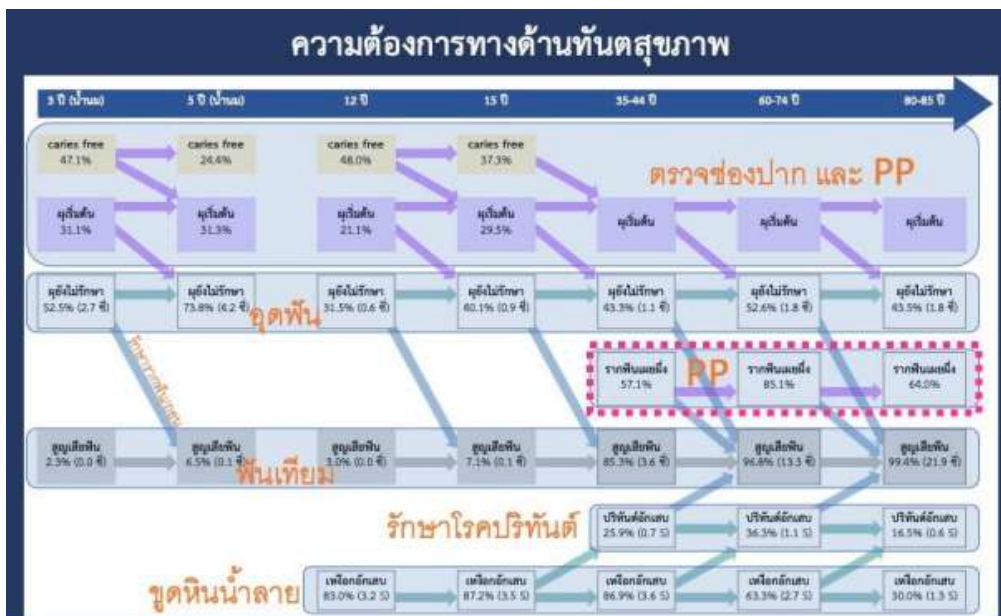 ความต้องการทางด้านทันตสุขภาพ
3 ปี (น้ำนม) 5 ปี (น้ำนม) 12 ปี 15 ปี 35-44 ปี 60-74 ปี 80-85 ปี
caries free caries free caries free caries free
47.1% 24.4% 48.0% 37.3%
ตรวจช่องปาก และ PP
ผุเริ่มต้น ผุเริ่มต้น ผุเริ่มต้น ผุเริ่มต้น ผุเริ่มต้น ผุเริ่มต้น ผุเริ่มต้น
31.1% 31.3% 21.1% 29.5%
ผุยังไม่รักษา ผุยังไม่รักษา ผุยังไม่รักษา ผุยังไม่รักษา ผุยังไม่รักษา ผุยังไม่รักษา ผุยังไม่รักษา
52.5% (2.7 ซี่) 73.8% (4.2 ซี่) 31.5% (0.6 ซี่) 40.1% (0.9 ซี่) 43.3% (1.1 ซี่) 52.6% (1.8 ซี่) 43.5% (1.8 ซี่)
อุดฟัน
รากฟันเผยผึ่ง รากฟันเผยผึ่ง รากฟันเผยผึ่ง
57.1% 85.1% 64.0%
PP
สูญเสียฟัน สูญเสียฟัน สูญเสียฟัน สูญเสียฟัน สูญเสียฟัน สูญเสียฟัน สูญเสียฟัน
2.3% (0.0 ซี่) 6.5% (0.1 ซี่) 3.0% (0.0 ซี่) 7.1% (0.1 ซี่) 85.3% (3.6 ซี่) 96.8% (13.3 ซี่) 99.4% (21.9 ซี่)
ฟันเทียม
รักษาโรคปริทันต์
ปริทันต์อักเสบ ปริทันต์อักเสบ ปริทันต์อักเสบ
25.9% (0.7 S) 36.3% (1.1 S) 16.5% (0.6 S)
ขูดหินน้ำลาย
เหงือกอักเสบ เหงือกอักเสบ เหงือกอักเสบ เหงือกอักเสบ เหงือกอักเสบ
83.0% (3.2 S) 87.2% (3.5 S) 86.9% (3.6 S) 63.3% (2.7 S) 30.0% (1.3 S)